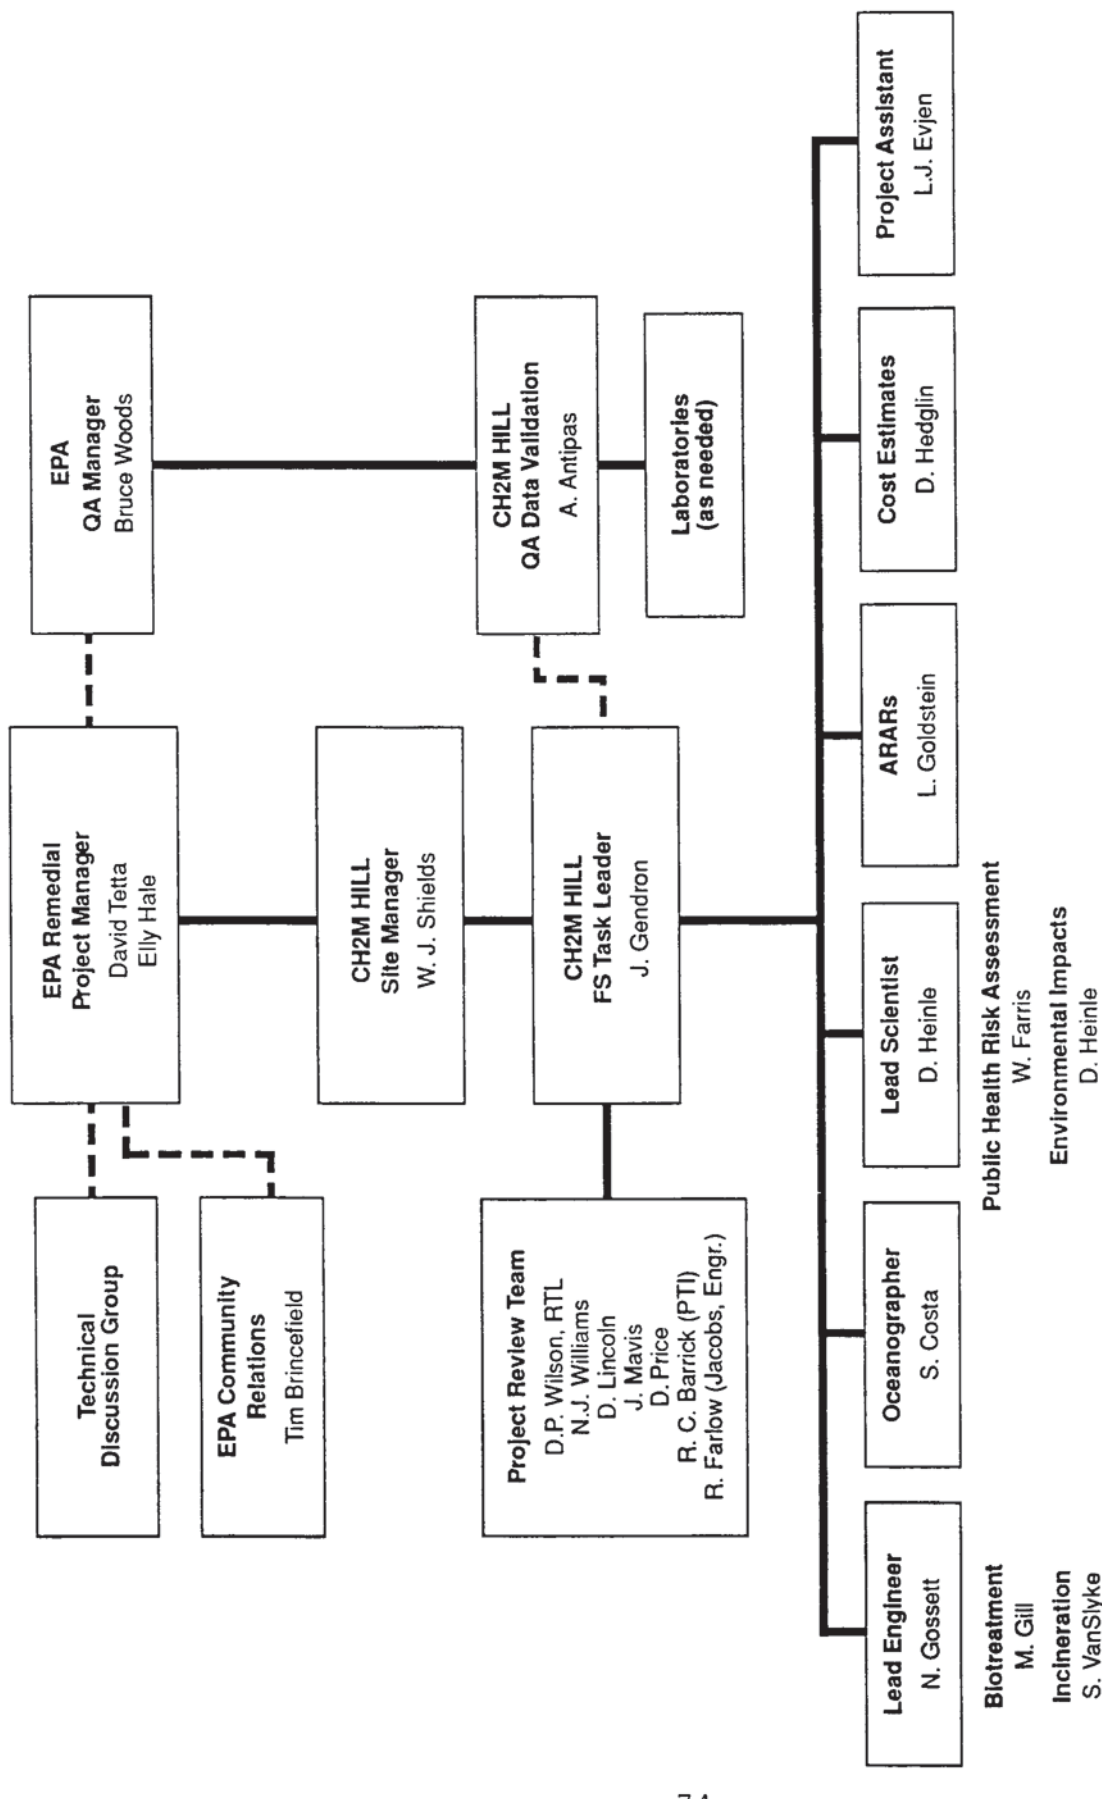 Technical
Discussion Group
EPA Community
Relations
Tim Brincefield
EPA Remedial
Project Manager
David Tetta
Elly Hale
EPA
QA Manager
Bruce Woods
CH2M HILL
Site Manager
W. J. Shields
Project Review Team
D.P. Wilson, RTL
N.J. Williams
D. Lincoln
J. Mavis
D. Price
R. C. Barrick (PTI)
R. Farlow (Jacobs, Engr.)
CH2M HILL
FS Task Leader
J. Gendron
CH2M HILL
QA Data Validation
A. Antipas
Laboratories
(as needed)
Lead Engineer
N. Gossett
Biotreatment
M. Gill
Incineration
S. VanSlyke
Oceanographer
S. Costa
Lead Scientist
D. Heinle
Public Health Risk Assessment
W. Farris
Environmental Impacts
D. Heinle
ARARs
L. Goldstein
Cost Estimates
D. Hedglin
Project Assistant
L.J. Evjen